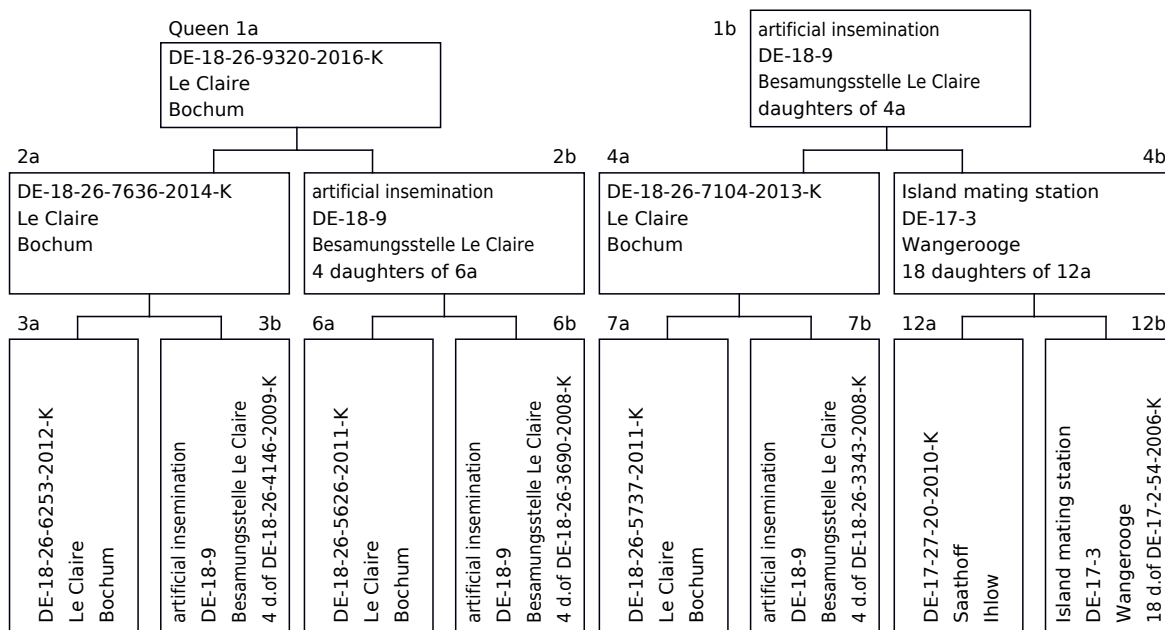 Queen 1a
DE-18-26-9320-2016-K
Le Claire
Bochum
1b
artificial insemination
DE-18-9
Besamungsstelle Le Claire
daughters of 4a
2a
DE-18-26-7636-2014-K
Le Claire
Bochum
2b
artificial insemination
DE-18-9
Besamungsstelle Le Claire
4 daughters of 6a
4a
DE-18-26-7104-2013-K
Le Claire
Bochum
4b
Island mating station
DE-17-3
Wangerooge
18 daughters of 12a
3a
DE-18-26-6253-2012-K
Le Claire
Bochum
3b
artificial insemination
DE-18-9
Besamungsstelle Le Claire
4 d.of DE-18-26-4146-2009-K
6a
DE-18-26-5626-2011-K
Le Claire
Bochum
6b
artificial insemination
DE-18-9
Besamungsstelle Le Claire
4 d.of DE-18-26-3690-2008-K
7a
DE-18-26-5737-2011-K
Le Claire
Bochum
7b
artificial insemination
DE-18-9
Besamungsstelle Le Claire
4 d.of DE-18-26-3343-2008-K
12a
DE-17-27-20-2010-K
Saathoff
Ihlow
12b
Island mating station
DE-17-3
Wangerooge
18 d.of DE-17-2-54-2006-K